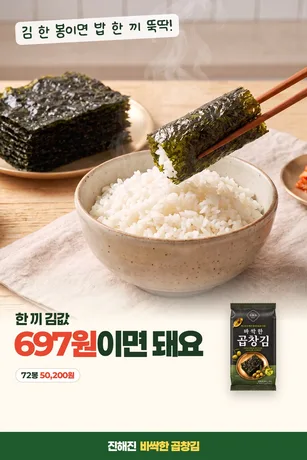 김 한 봉이면 밥 한 끼 뚝딱!
한 끼 김값
697원이면 돼요
72봉 50,200원
바삭한
곱창김
진해진 바싹한 곱창김